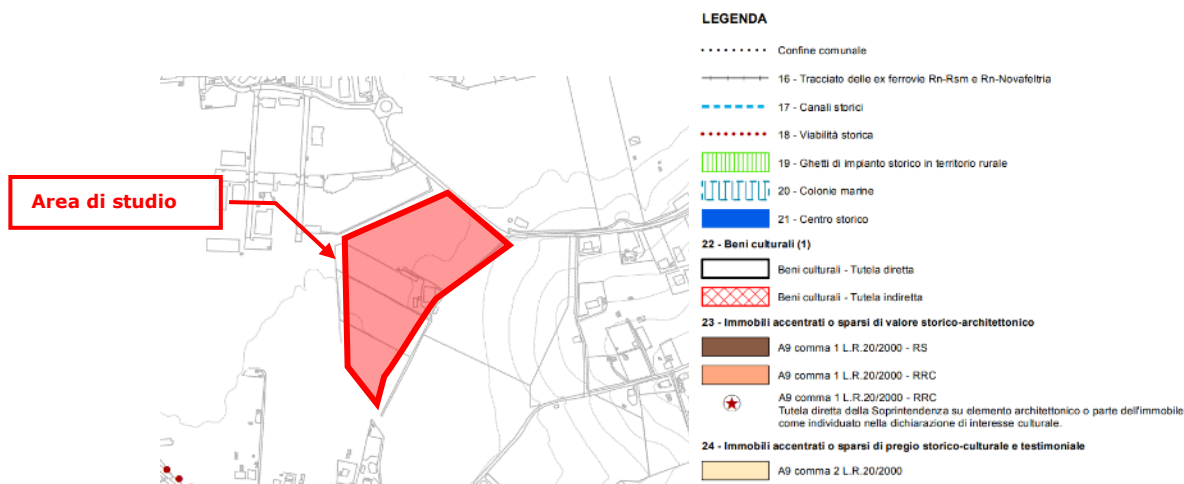 LEGENDA
Confine comunale
16 - Tracciato delle ex ferrovie Rn-Rsm e Rn-Novafeltria
17 - Canali storici
18 - Viabilità storica
19 - Ghetti di impianto storico in territorio rurale
20 - Colonie marine
21 - Centro storico
22 - Beni culturali (1)
Beni culturali - Tutela diretta
Beni culturali - Tutela indiretta
23 - Immobili accentrati o sparsi di valore storico-architettonico
A9 comma 1 L.R.20/2000 - RS
A9 comma 1 L.R.20/2000 - RRC
A9 comma 1 L.R.20/2000 - RRC
Tutela diretta della Soprintendenza su elemento architettonico o parte dell'immobile
come individuato nella dichiarazione di interesse culturale.
24 - Immobili accentrati o sparsi di pregio storico-culturale e testimoniale
A9 comma 2 L.R.20/2000
Area di studio